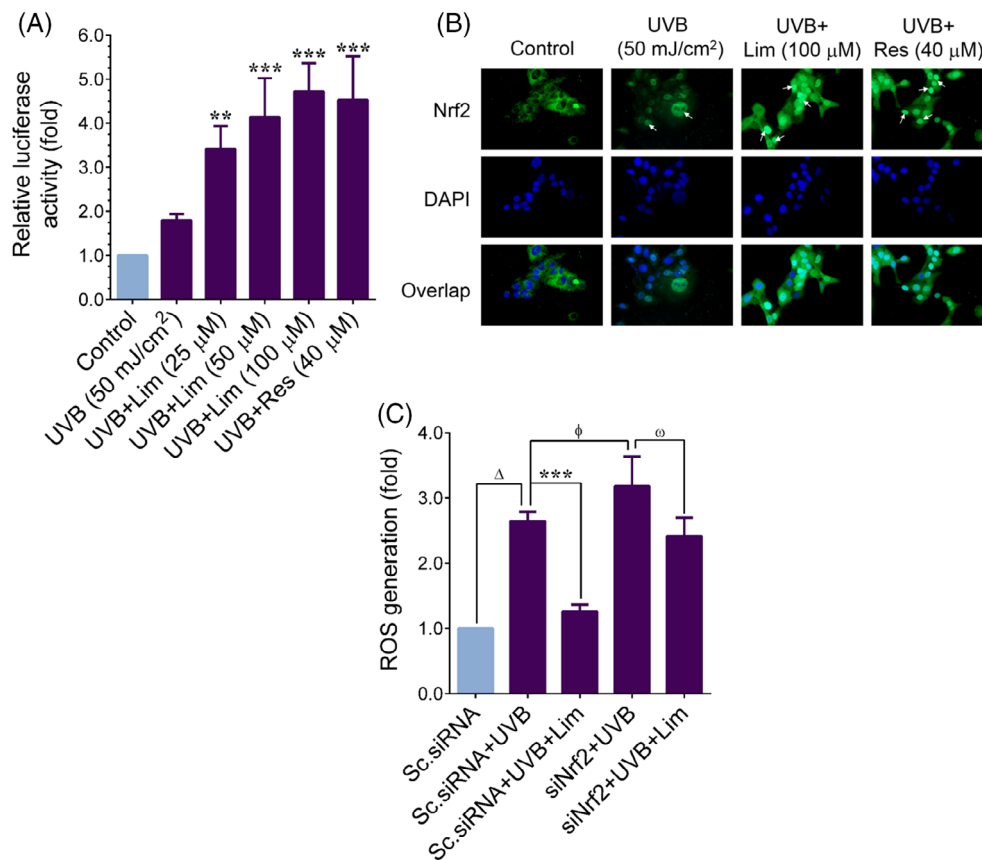 (A)
Relative luciferase
activity (fold)
6.0
5.0
4.0
3.0
2.0
1.0
0.0
**
***
***
***
Control
UVB (50 mJ/cm²)
UVB+Lim (25 μM)
UVB+Lim (50 μM)
UVB+Lim (100 μM)
UVB+Res (40 μM)
(B)
Control
UVB
(50 mJ/cm²)
UVB+
Lim (100 μM)
UVB+
Res (40 μM)
Nrf2
DAPI
Overlap
(C)
ROS generation (fold)
4.0
3.0
2.0
1.0
0.0
Δ
***
ϕ
ω
Sc.siRNA
Sc.siRNA+UVB
Sc.siRNA+UVB+Lim
siNrf2+UVB
siNrf2+UVB+Lim